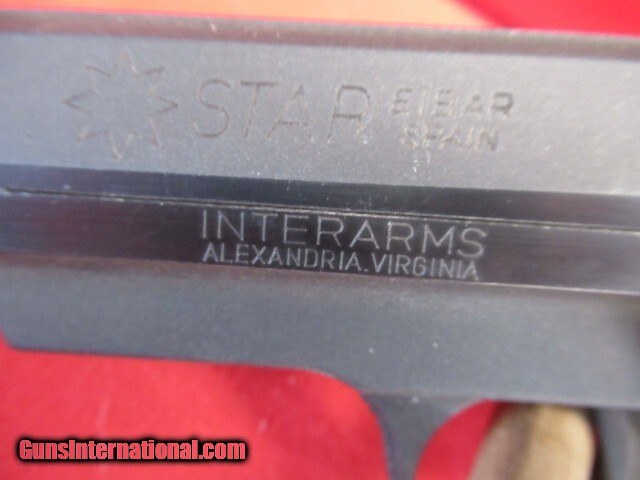 STAR EIBAR
SPAIN
INTERARMS
ALEXANDRIA.VIRGINIA
GunsInternational.com